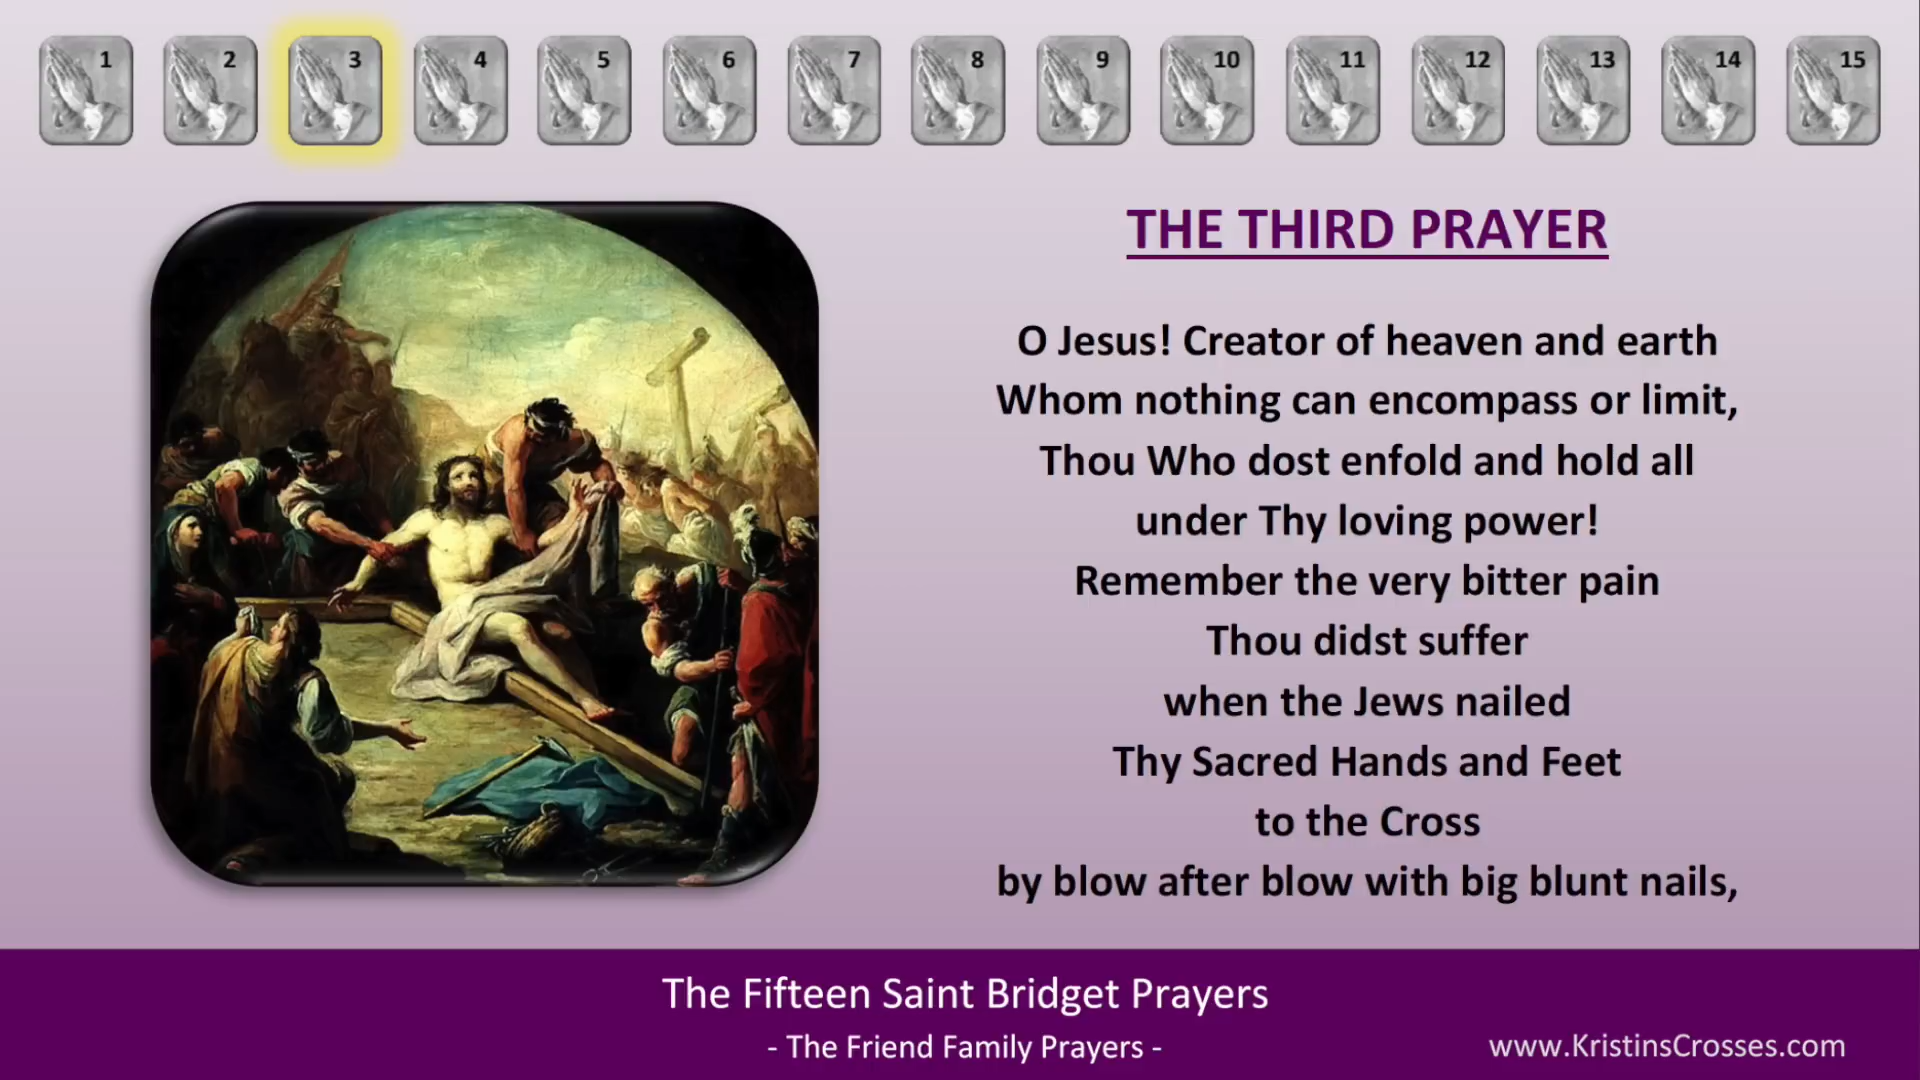 1
2
3
4
5
6
7
8
9
10
11
12
13
14
15
THE THIRD PRAYER
O Jesus! Creator of heaven and earth
Whom nothing can encompass or limit,
Thou Who dost enfold and hold all
under Thy loving power!
Remember the very bitter pain
Thou didst suffer
when the Jews nailed
Thy Sacred Hands and Feet
to the Cross
by blow after blow with big blunt nails,
The Fifteen Saint Bridget Prayers
- The Friend Family Prayers -
www.KristinsCrosses.com